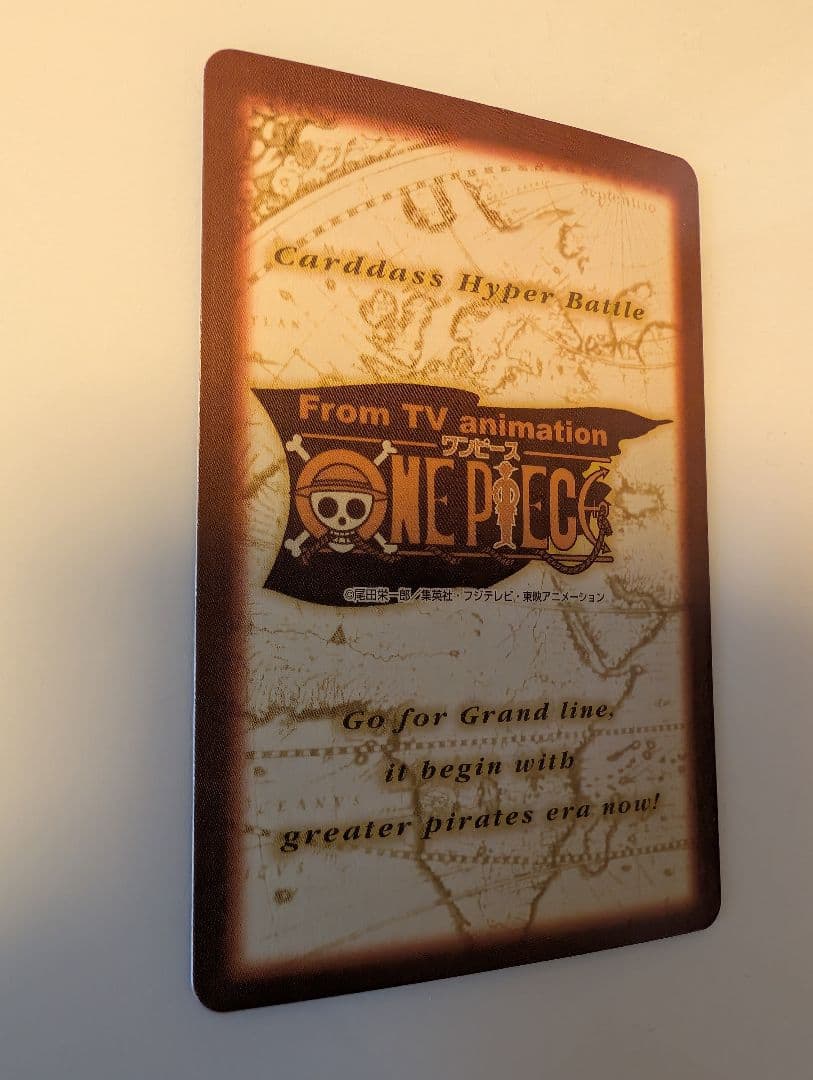 Septentrio
Carddass Hyper Battle
From TV animation
ワンピース
ONE PIECE
©尾田栄一郎／集英社・フジテレビ・東映アニメーション
Go for Grand line,
it begin with
greater pirates era now!